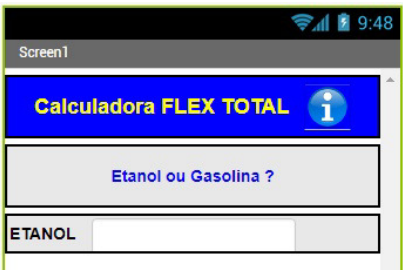 9:48
Screen1
Calculadora FLEX TOTAL i
Etanol ou Gasolina ?
ETANOL